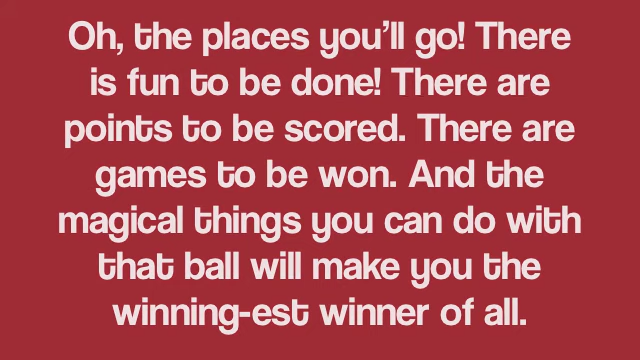 Oh, the places you’ll go! There
is fun to be done! There are
points to be scored. There are
games to be won. And the
magical things you can do with
that ball will make you the
winning-est winner of all.